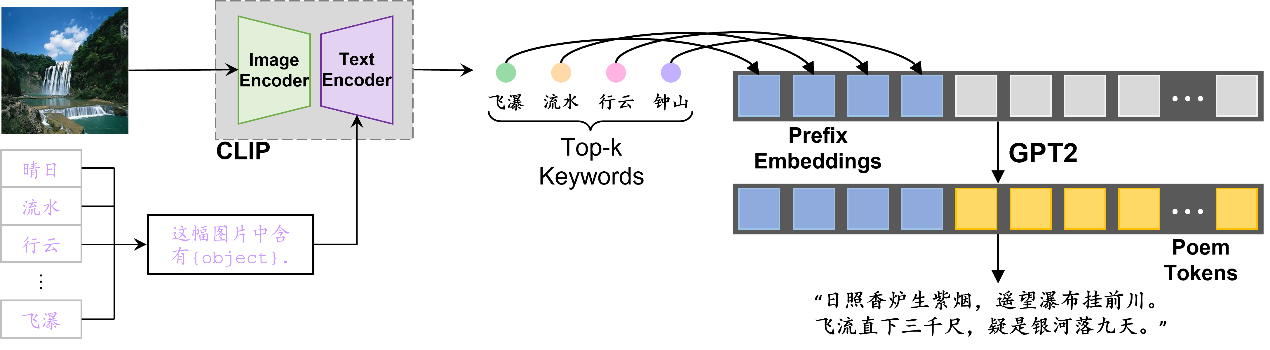 Image
Encoder
Text
Encoder
CLIP
晴日
流水
行云
⋮
飞瀑
这幅图片中含
有{object}.
飞瀑 流水 行云 钟山
Top-k
Keywords
...
Prefix
Embeddings
GPT2
...
Poem
Tokens
“日照香炉生紫烟，遥望瀑布挂前川。
飞流直下三千尺，疑是银河落九天。”